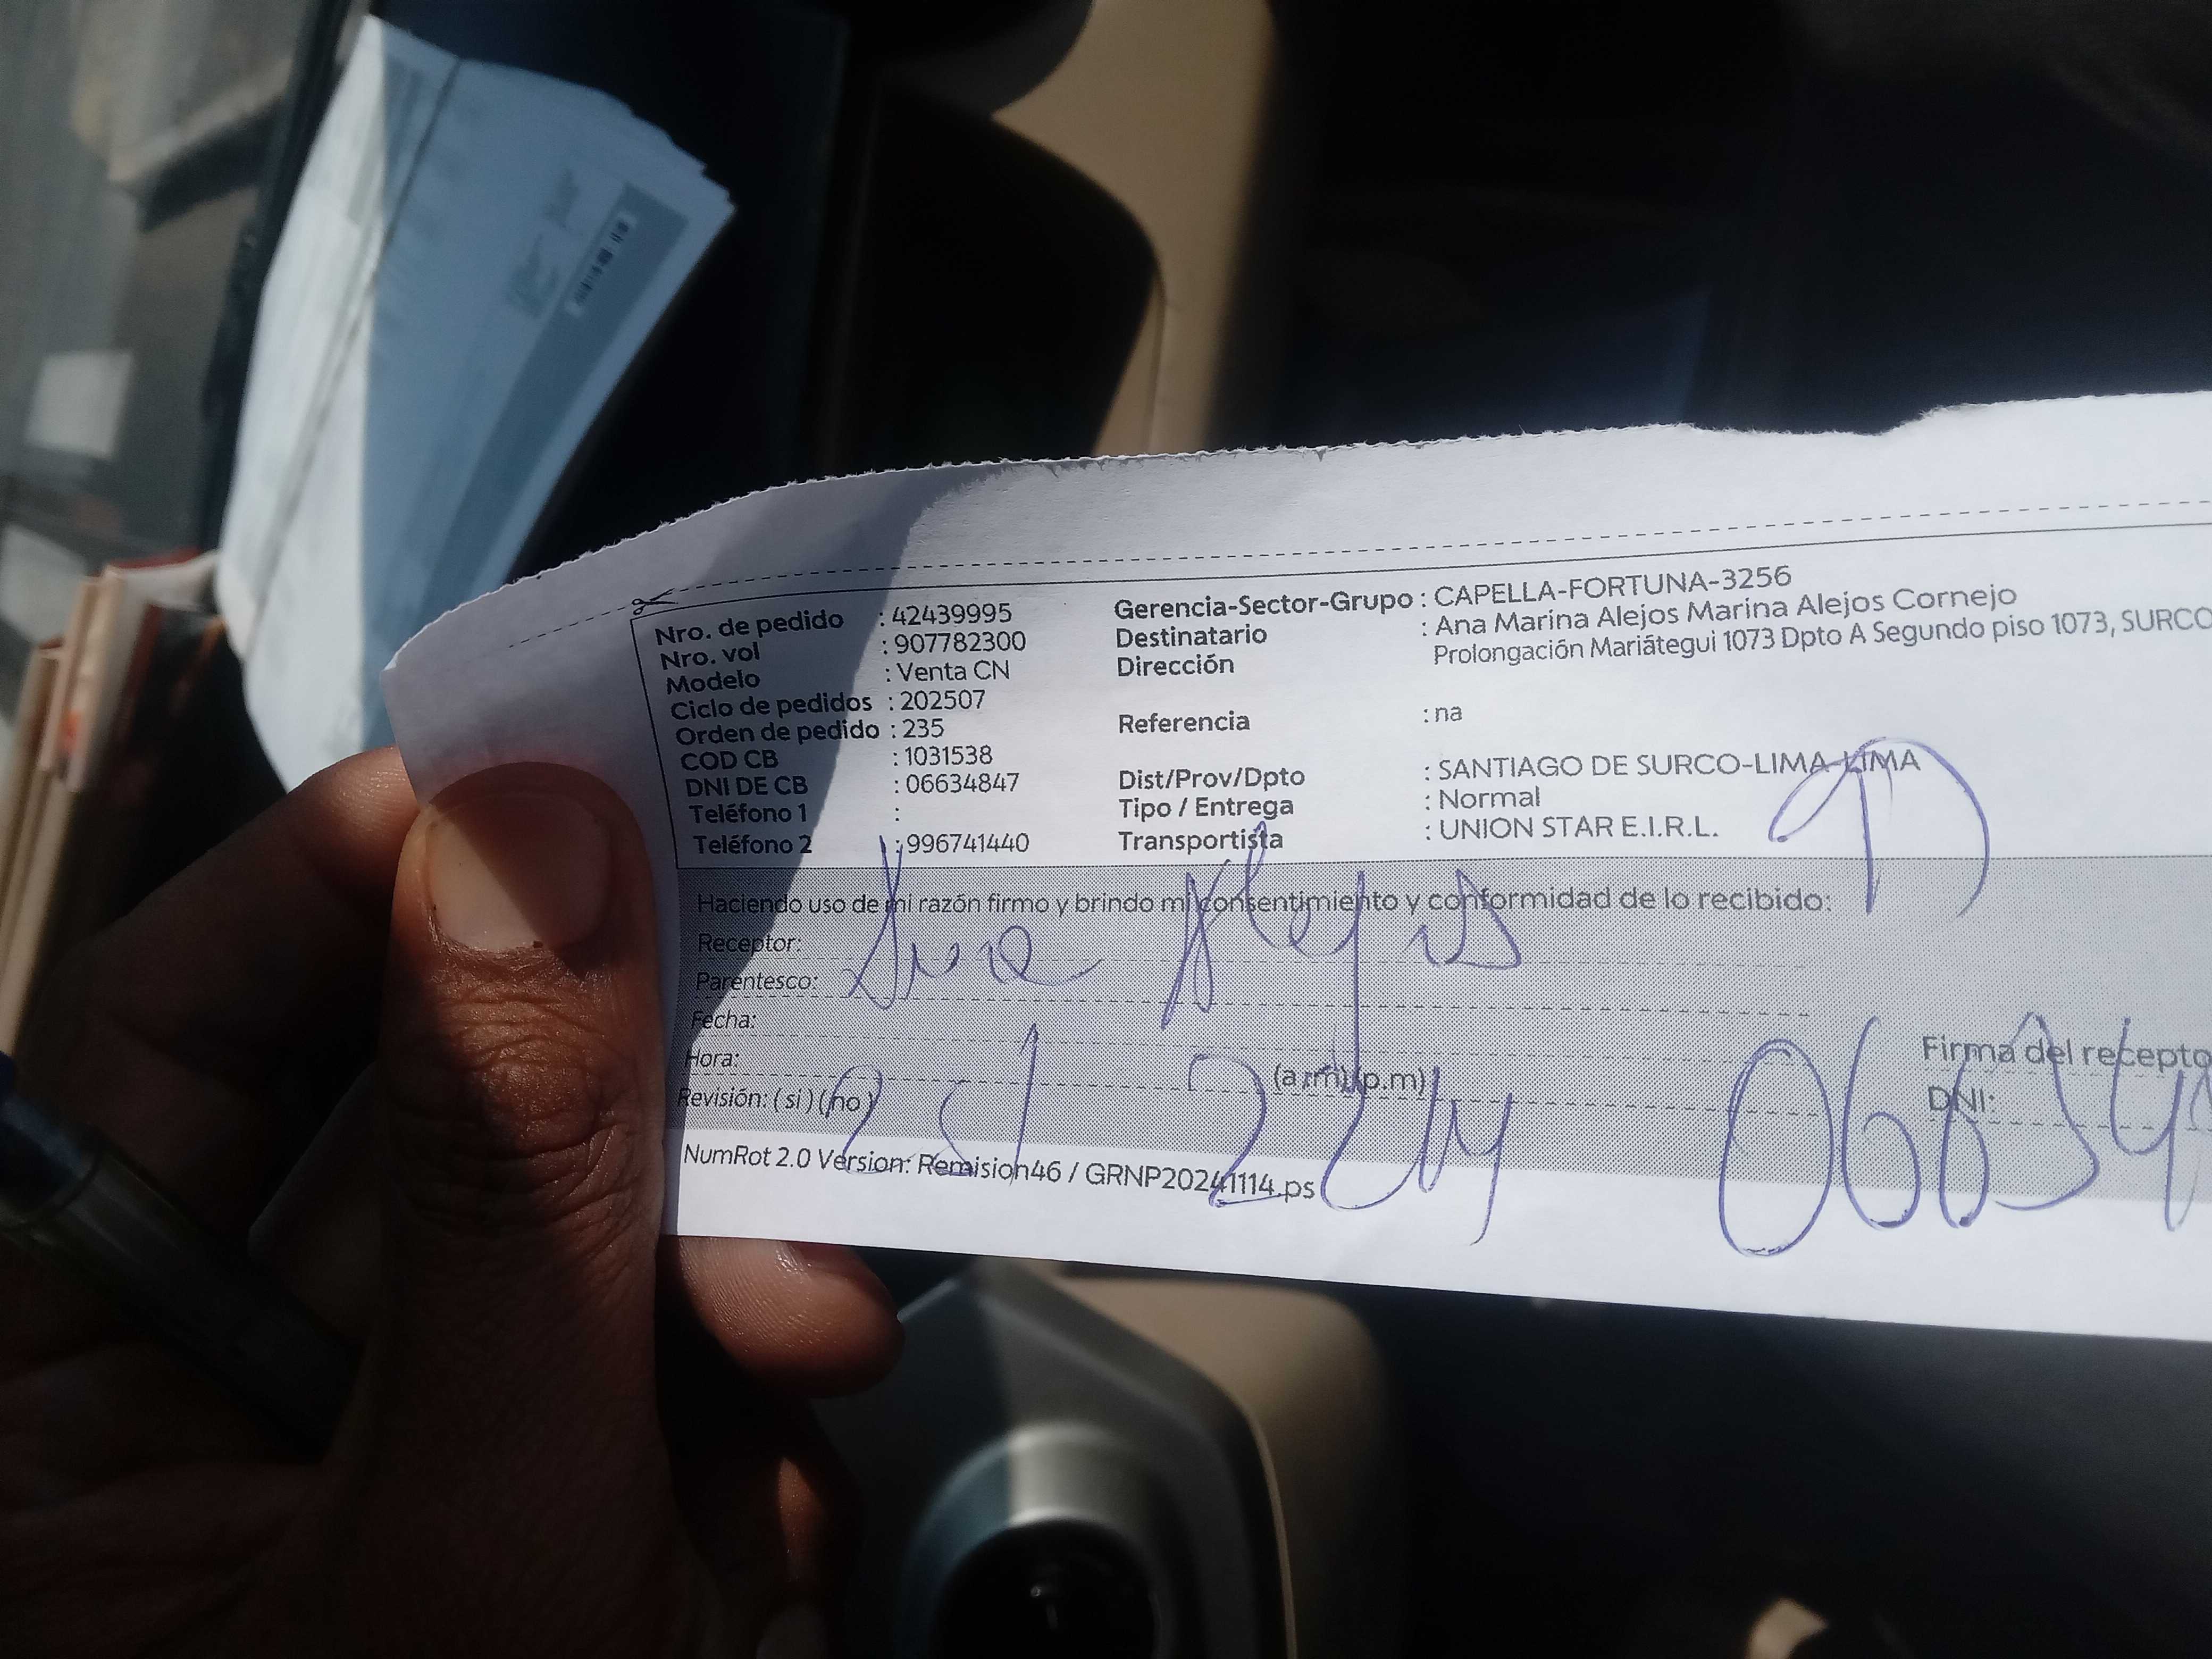 Nro. de pedido : 42439995
Nro. vol : 907782300
Modelo : Venta CN
Ciclo de pedidos : 202507
Orden de pedido : 235
COD CB : 1031538
DNI DE CB : 06634847
Teléfono 1 :
Teléfono 2 : 996741440
Gerencia-Sector-Grupo : CAPELLA-FORTUNA-3256
Destinatario : Ana Marina Alejos Marina Alejos Cornejo
Dirección Prolongación Mariátegui 1073 Dpto A Segundo piso 1073, SURCO
Referencia : na
Dist/Prov/Dpto : SANTIAGO DE SURCO-LIMA-LIMA
Tipo / Entrega : Normal
Transportista : UNION STAR E.I.R.L.
Haciendo uso de mi razón firmo y brindo mi consentimiento y conformidad de lo recibido:
Receptor: Ana Alejos
Parentesco:
Fecha:
Hora: (a.m) (p.m)
Revisión: ( si ) ( no )
Firma del recepto
DNI:
NumRot 2.0 Version: Remision46 / GRNP20241114.ps